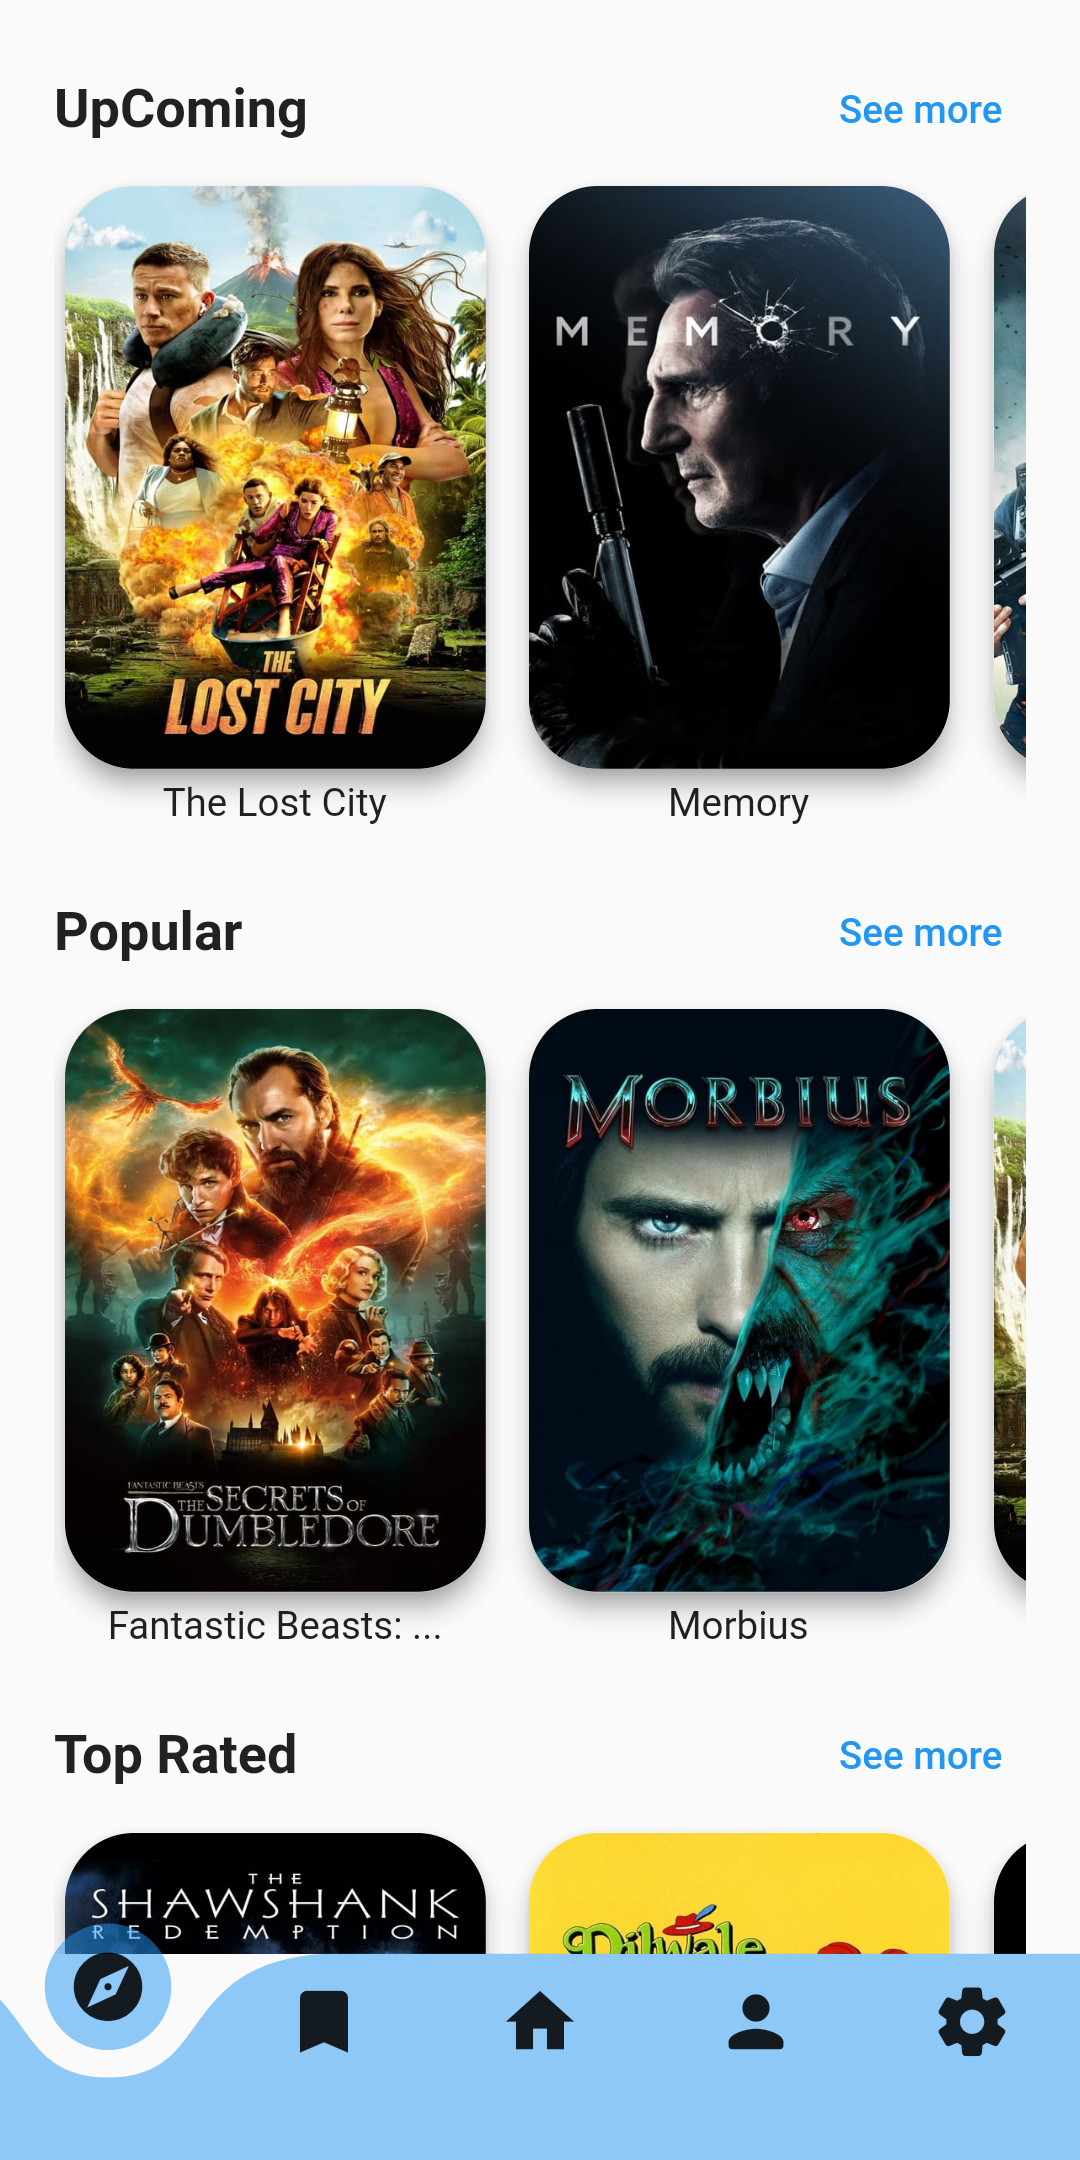 UpComing
See more
THE
LOST CITY
MEMORY
The Lost City
Memory
Popular
See more
FANTASTIC BEASTS
THE SECRETS OF
DUMBLEDORE
MORBIUS
Fantastic Beasts: ...
Morbius
Top Rated
See more
THE
SHAWSHANK
REDEMPTION
Dilwale